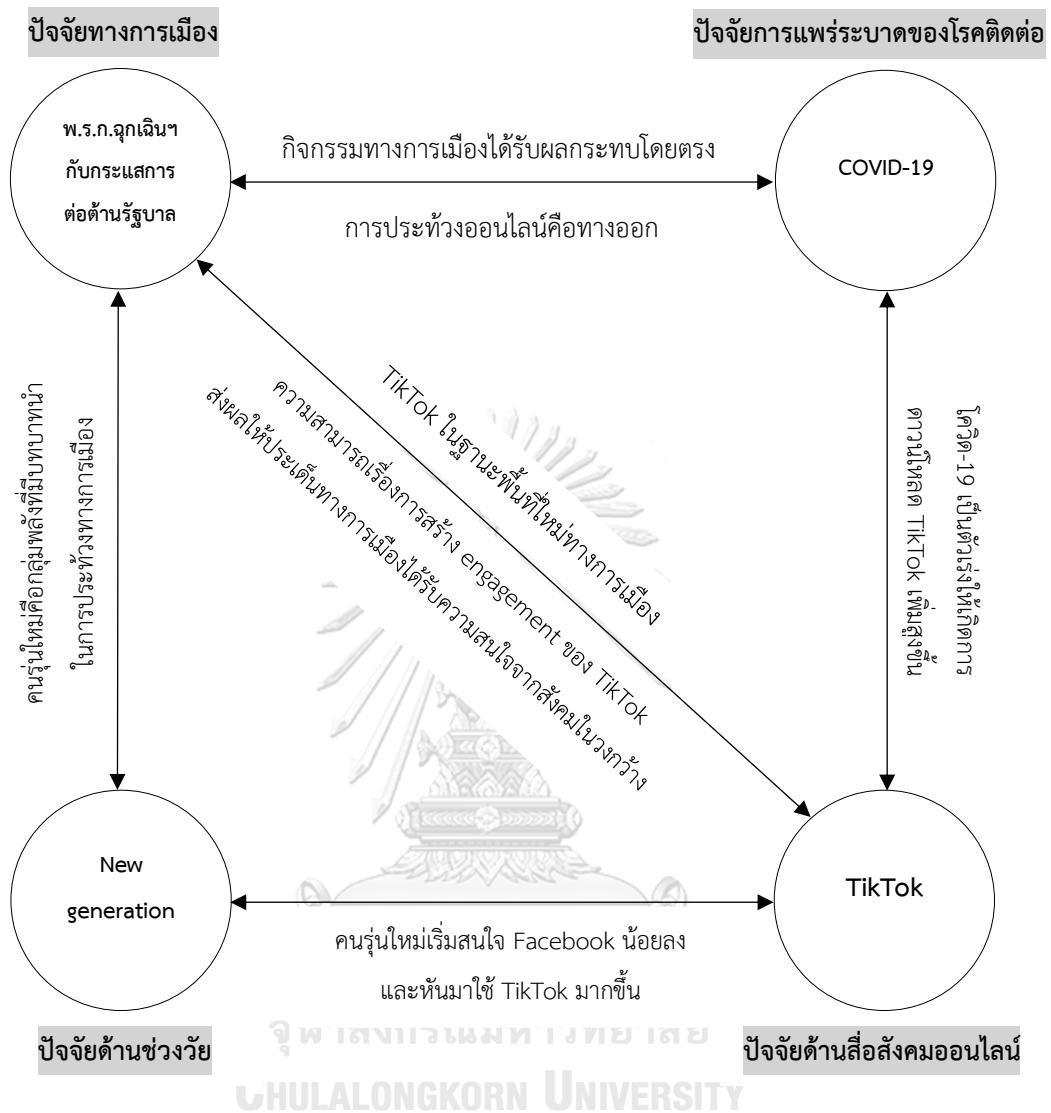 ปัจจัยทางการเมือง
ปัจจัยการแพร่ระบาดของโรคติดต่อ
พ.ร.ก.ฉุกเฉินฯ
กับกระแสการ
ต่อต้านรัฐบาล
กิจกรรมทางการเมืองได้รับผลกระทบโดยตรง
การประท้วงออนไลน์คือทางออก
COVID-19
คนรุ่นใหม่คือกลุ่มพลังที่มีบทบาทนำ
ในการประท้วงทางการเมือง
TikTok ในฐานะพื้นที่ใหม่ทางการเมือง
ความสามารถเรื่องการสร้าง engagement ของ TikTok
ส่งผลให้ประเด็นทางการเมืองได้รับความสนใจจากสังคมในวงกว้าง
โควิด-19 เป็นตัวเร่งให้เกิดการ
ดาวน์โหลด TikTok เพิ่มสูงขึ้น
New
generation
TikTok
คนรุ่นใหม่เริ่มสนใจ Facebook น้อยลง
และหันมาใช้ TikTok มากขึ้น
ปัจจัยด้านช่วงวัย
ปัจจัยด้านสื่อสังคมออนไลน์
จุฬาลงกรณ์มหาวิทยาลัย
CHULALONGKORN UNIVERSITY